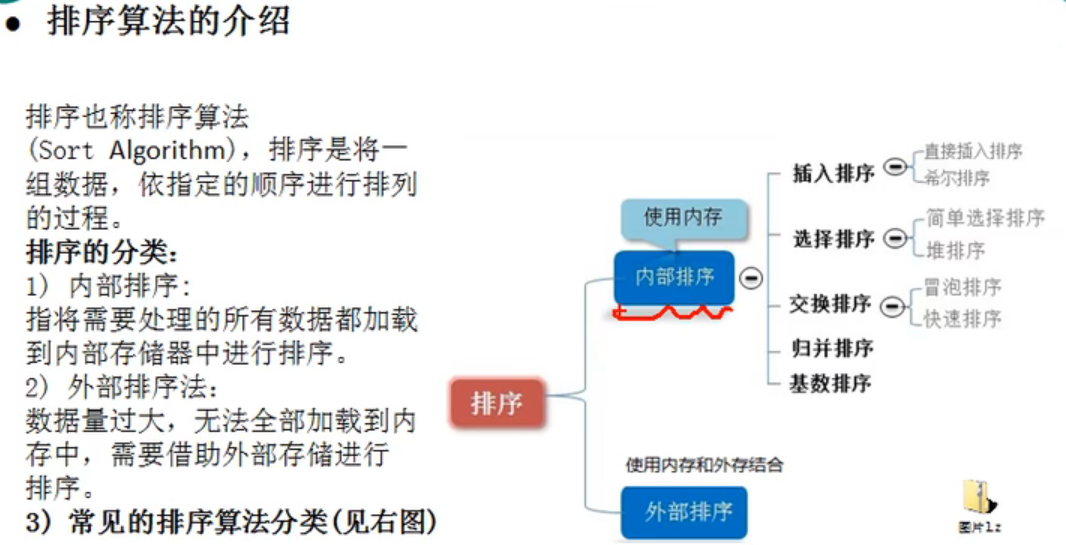 ● 排序算法的介绍
排序也称排序算法
(Sort Algorithm)，排序是将一
组数据，依指定的顺序进行排列
的过程。
排序的分类：
1) 内部排序:
指将需要处理的所有数据都加载
到内部存储器中进行排序。
2) 外部排序法：
数据量过大，无法全部加载到内
存中，需要借助外部存储进行
排序。
3) 常见的排序算法分类(见右图)
排序
使用内存
内部排序
插入排序
直接插入排序
希尔排序
选择排序
简单选择排序
堆排序
交换排序
冒泡排序
快速排序
归并排序
基数排序
使用内存和外存结合
外部排序
图片lz